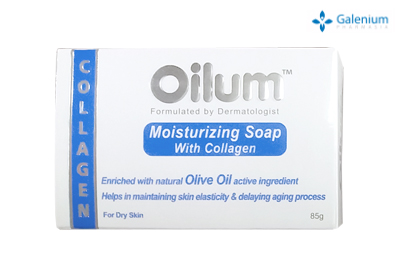 Galenium
COLLAGEN
Oilum™
Formulated by Dermatologist
Moisturizing Soap
With Collagen
Enriched with natural Olive Oil active ingredient
Helps in maintaining skin elasticity & delaying aging process
For Dry Skin
85g